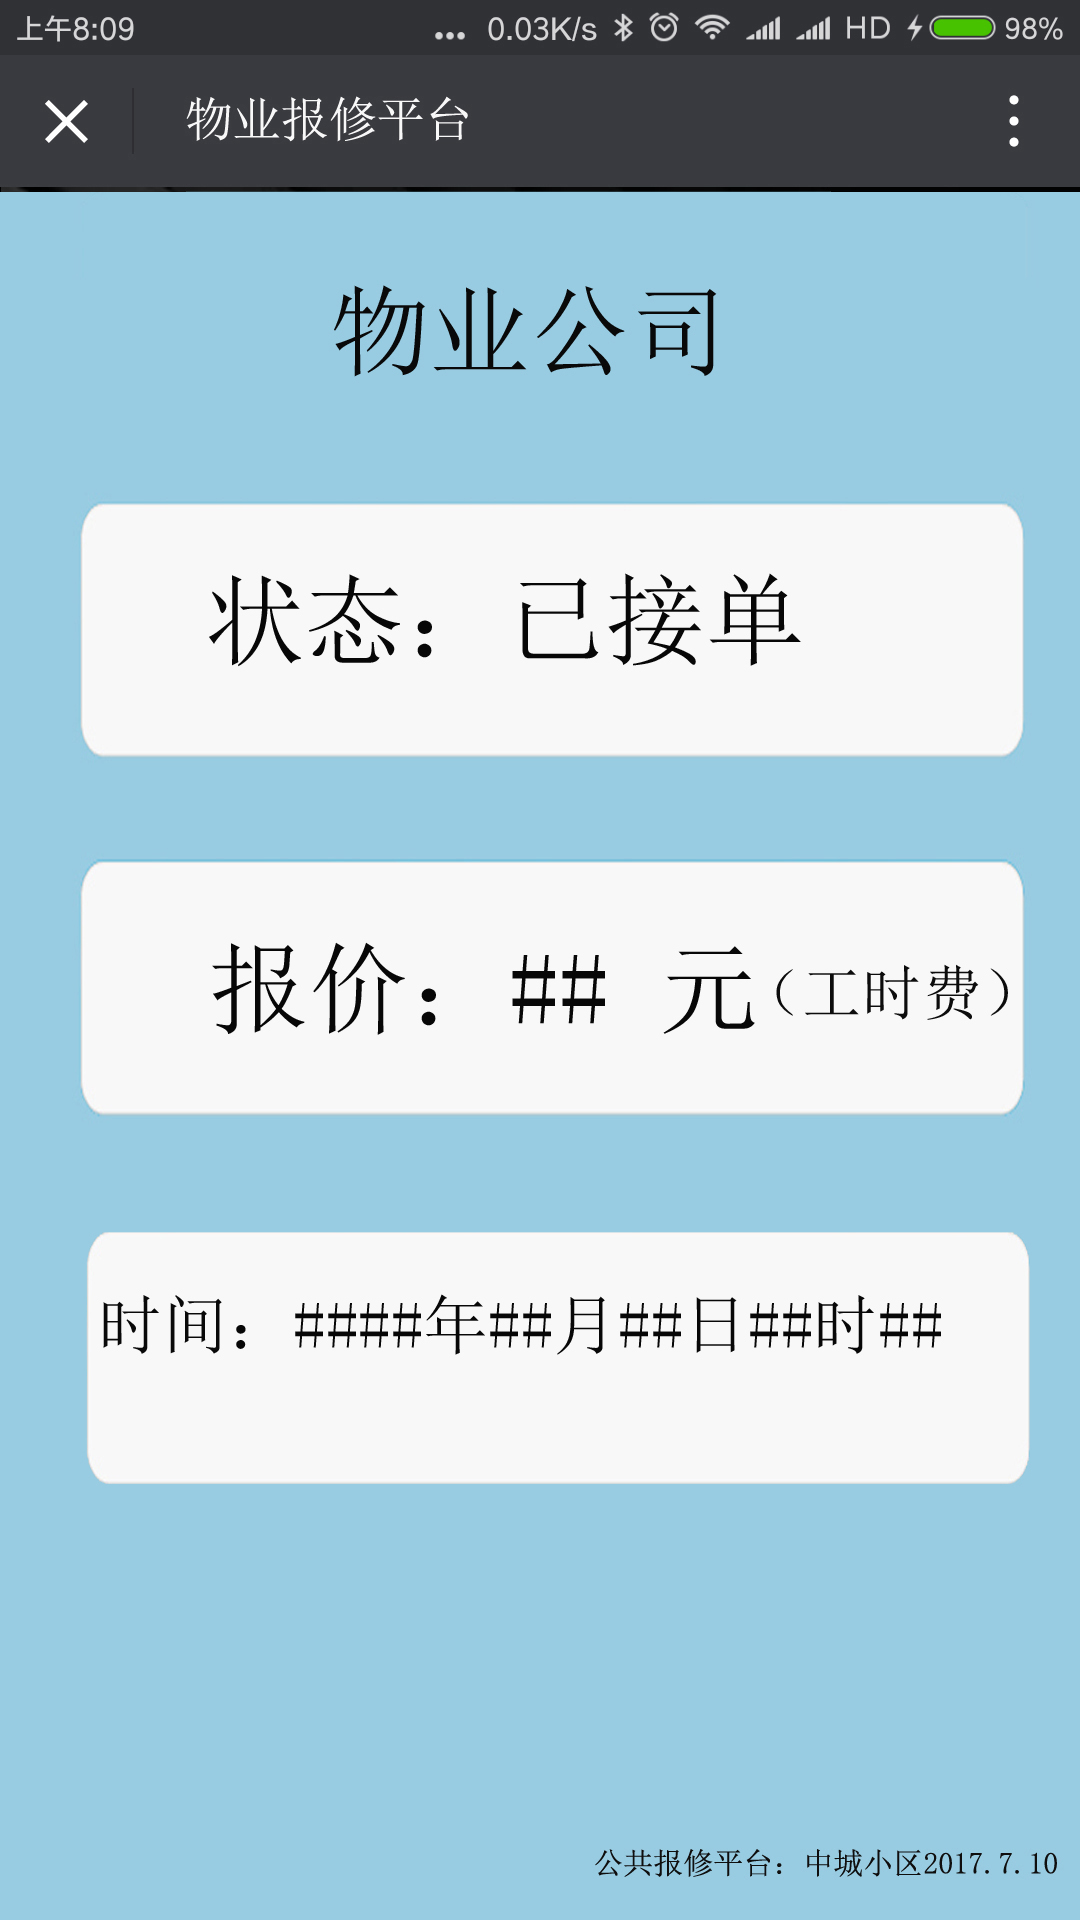 上午8:09 ... 0.03K/s HD 98%
物业报修平台
物业公司
状态：已接单
报价：## 元（工时费）
时间：####年##月##日##时##
公共报修平台：中城小区2017.7.10